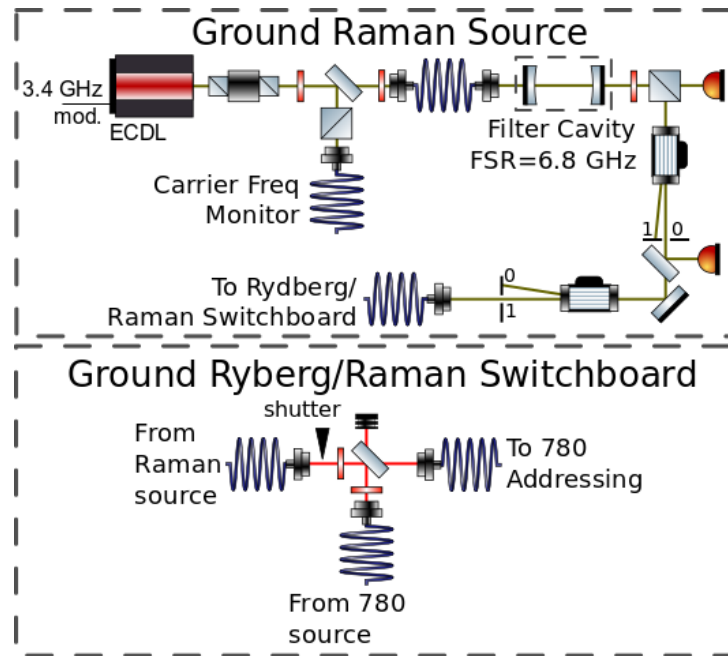 Ground Raman Source
3.4 GHz
mod.
ECDL
Filter Cavity
FSR=6.8 GHz
Carrier Freq
Monitor
1 0
To Rydberg/
Raman Switchboard
0
1
Ground Ryberg/Raman Switchboard
shutter
From
Raman
source
To 780
Addressing
From 780
source